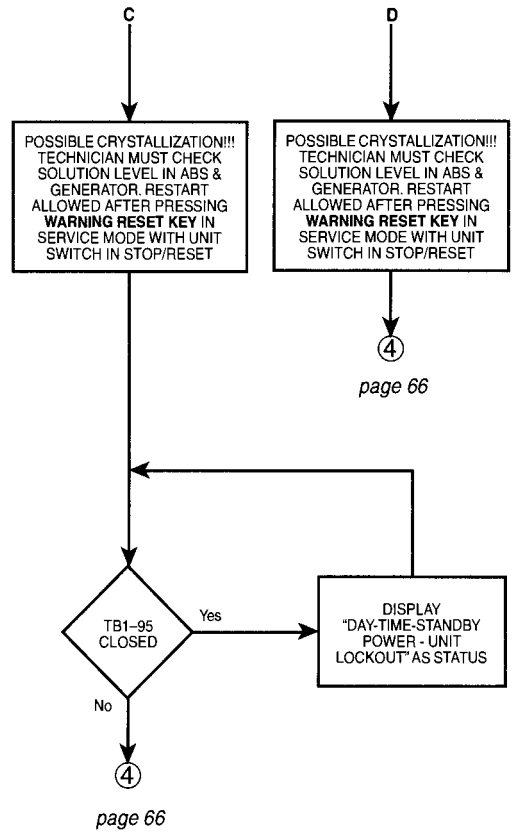 C
POSSIBLE CRYSTALLIZATION!!!
TECHNICIAN MUST CHECK
SOLUTION LEVEL IN ABS &
GENERATOR. RESTART
ALLOWED AFTER PRESSING
WARNING RESET KEY IN
SERVICE MODE WITH UNIT
SWITCH IN STOP/RESET
D
POSSIBLE CRYSTALLIZATION!!!
TECHNICIAN MUST CHECK
SOLUTION LEVEL IN ABS &
GENERATOR. RESTART
ALLOWED AFTER PRESSING
WARNING RESET KEY IN
SERVICE MODE WITH UNIT
SWITCH IN STOP/RESET
4
page 66
TB1–95
CLOSED
Yes
DISPLAY
"DAY-TIME-STANDBY
POWER - UNIT
LOCKOUT" AS STATUS
No
4
page 66